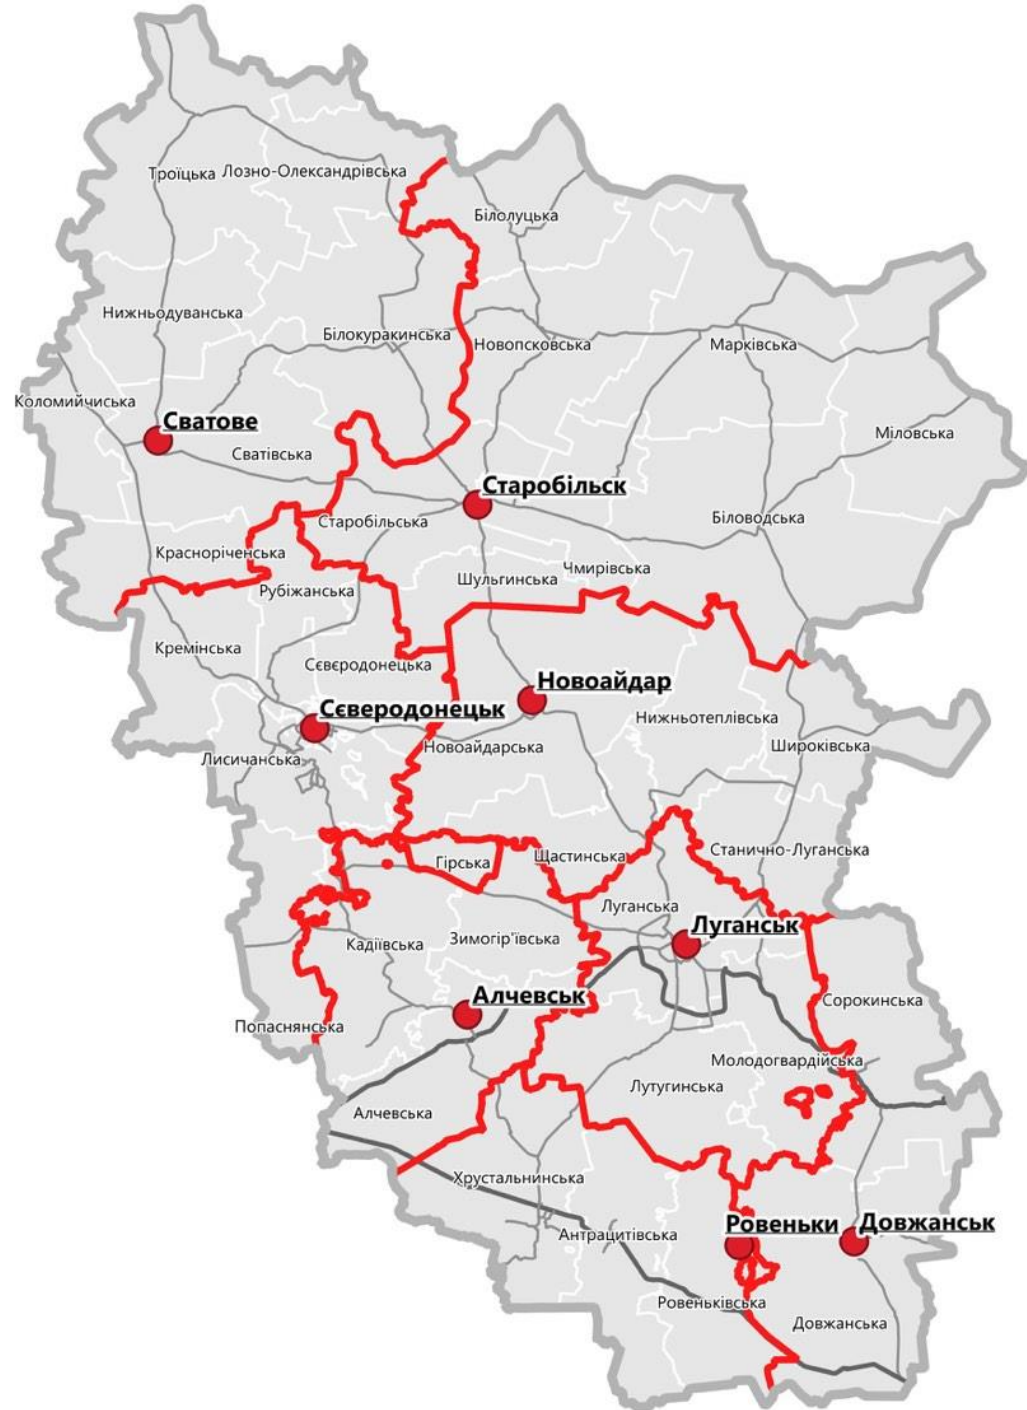 Троїцька
Лозно-Олександрівська
Білолуцька
Нижньодуванська
Білокуракинська
Новопсковська
Марківська
Коломийчиська
Сватове
Сватівська
Міловська
Старобільск
Старобільська
Біловодська
Красноріченська
Рубіжанська
Шульгинська
Чмирівська
Кремінська
Сєвєродонецька
Новоайдар
Сєверодонецьк
Нижньотеплівська
Новоайдарська
Широківська
Лисичанська
Гірська
Щастинська
Станично-Луганська
Луганська
Луганськ
Кадіївська
Зимогір'ївська
Алчевськ
Сорокинська
Попаснянська
Молодогвардійська
Лутугинська
Алчевська
Хрустальнинська
Антрацитівська
Ровеньки
Довжанськ
Ровеньківська
Довжанська